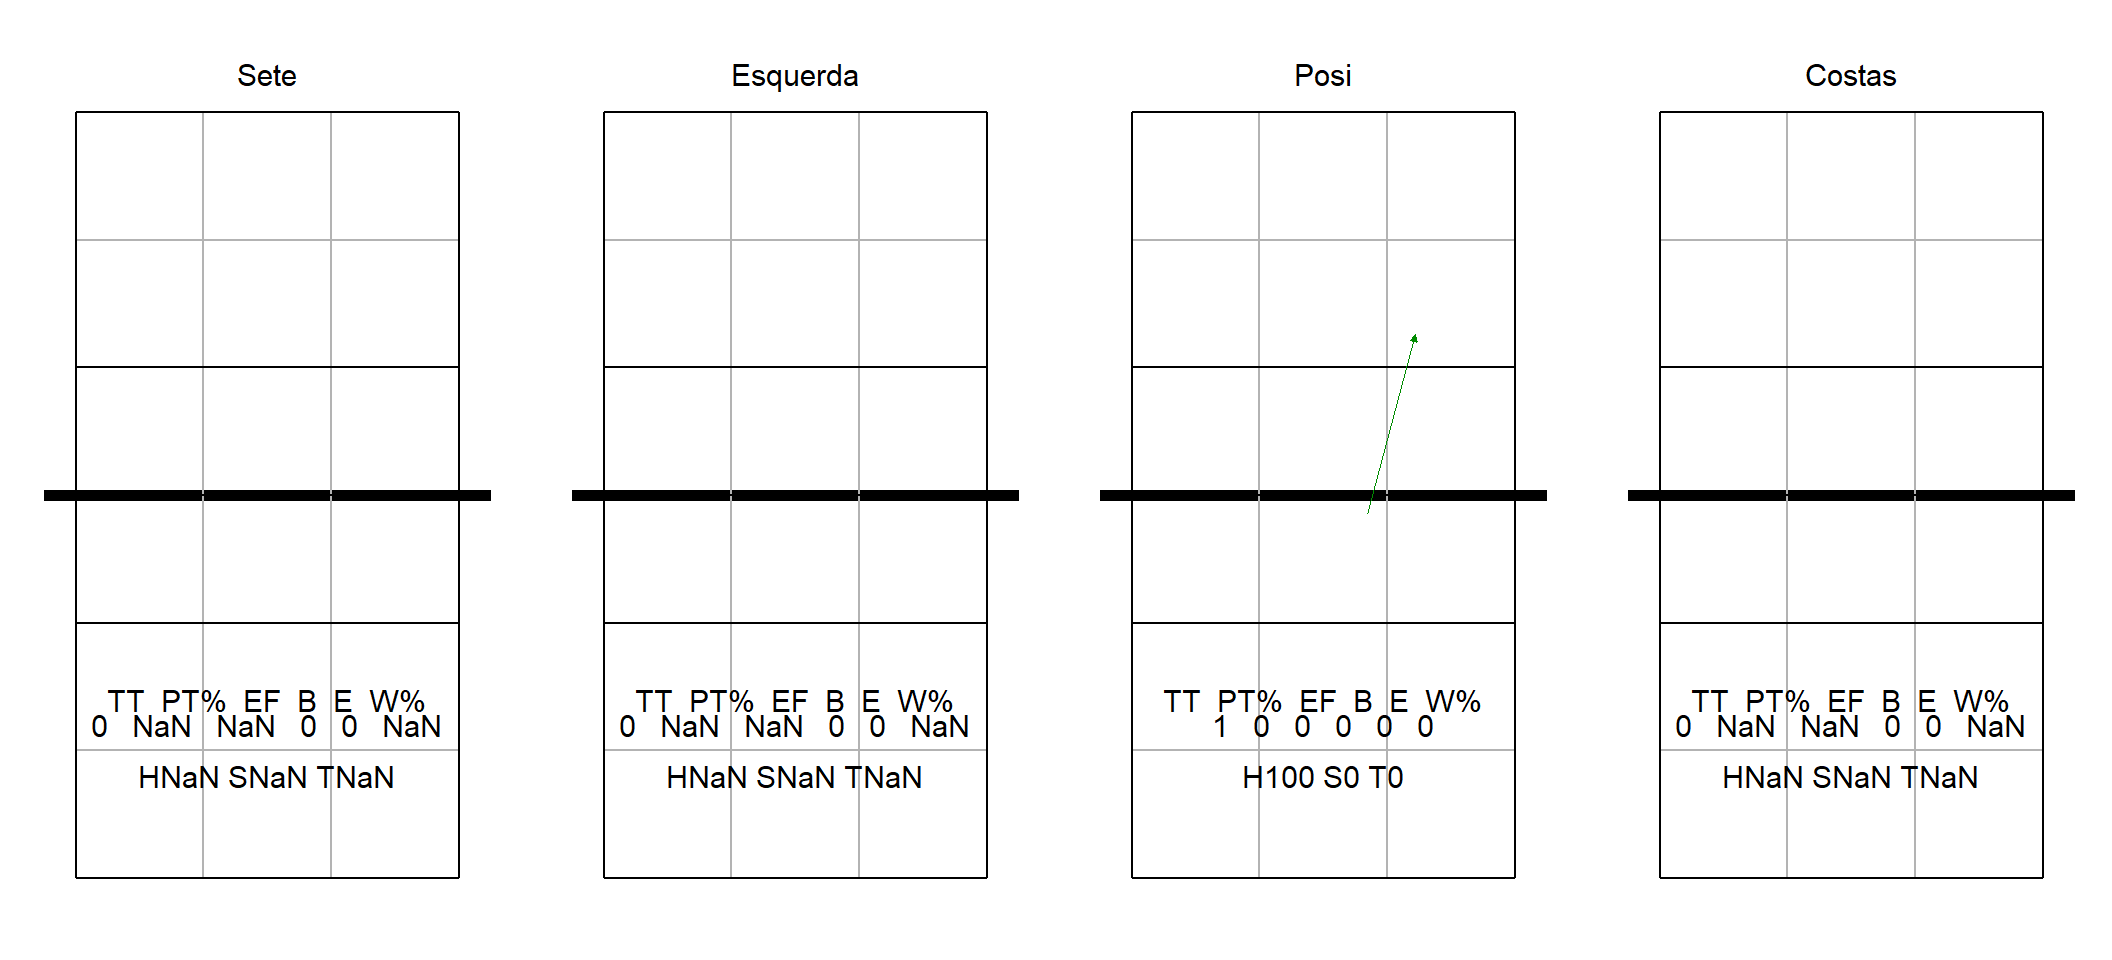 Sete
TT PT% EF B E W%
0 NaN NaN 0 0 NaN
HNaN SNaN TNaN
Esquerda
TT PT% EF B E W%
0 NaN NaN 0 0 NaN
HNaN SNaN TNaN
Posi
TT PT% EF B E W%
1 0 0 0 0 0
H100 S0 T0
Costas
TT PT% EF B E W%
0 NaN NaN 0 0 NaN
HNaN SNaN TNaN